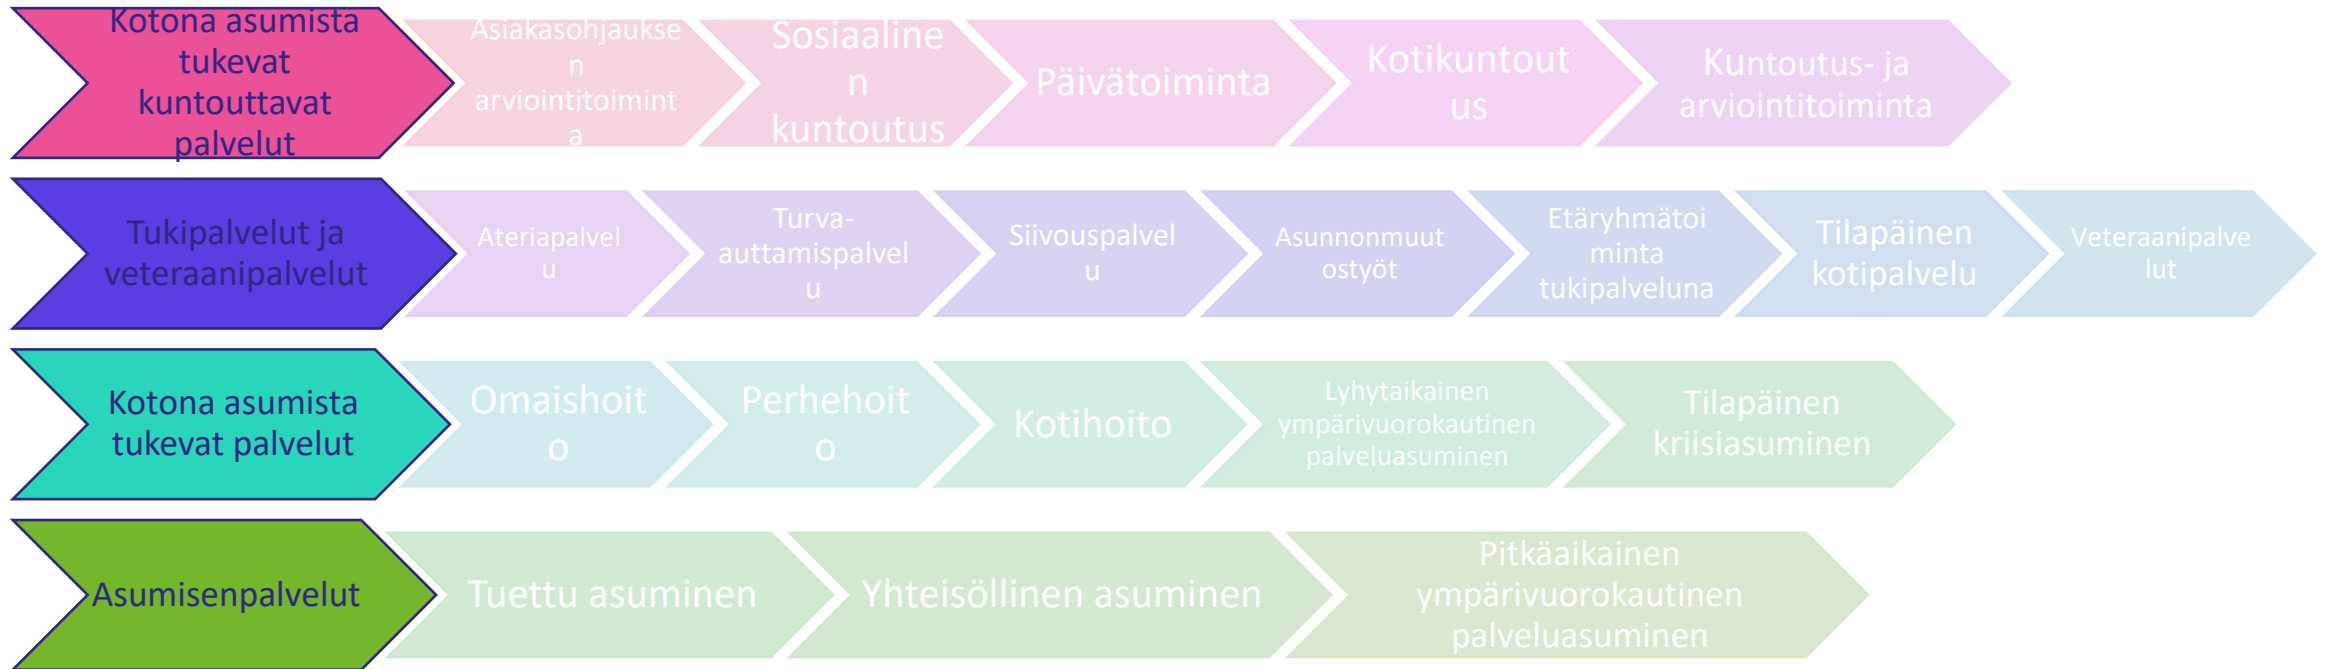 Kotona asumista
tukevat
kuntouttavat
palvelut
Asiakasohjaukse
n
arviointitoimint
a
Sosiaaline
n
kuntoutus
Päivätoiminta
Kotikuntout
us
Kuntoutus- ja
arviointitoiminta
Tukipalvelut ja
veteraanipalvelut
Ateriapalvel
u
Turva-
auttamispalvel
u
Siivouspalvel
u
Asunnonmuut
ostyöt
Etäryhmätoi
minta
tukipalveluna
Tilapäinen
kotipalvelu
Veteraanipalve
lut
Kotona asumista
tukevat palvelut
Omaishoit
o
Perhehoit
o
Kotihoito
Lyhytaikainen
ympärivuorokautinen
palveluasuminen
Tilapäinen
kriisiasuminen
Asumisenpalvelut
Tuettu asuminen
Yhteisöllinen asuminen
Pitkäaikainen
ympärivuorokautinen
palveluasuminen